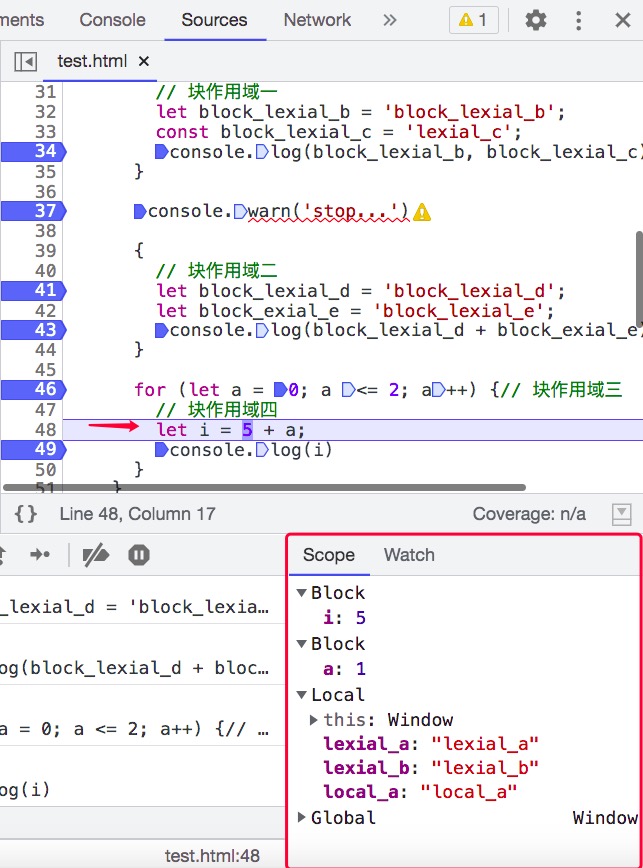 ments Console Sources Network » 1
test.html ×
31 // 块作用域一
32 let block_lexial_b = 'block_lexial_b';
33 const block_lexial_c = 'lexial_c';
34 console.log(block_lexial_b, block_lexial_c)
35 }
36
37 console.warn('stop...')
38
39 {
40 // 块作用域二
41 let block_lexial_d = 'block_lexial_d';
42 let block_exial_e = 'block_lexial_e';
43 console.log(block_lexial_d + block_exial_e)
44 }
45
46 for (let a = 0; a <= 2; a++) {// 块作用域三
47 // 块作用域四
48 let i = 5 + a;
49 console.log(i)
50 }
51 }
{} Line 48, Column 17 Coverage: n/a
Scope Watch
_lexial_d = 'block_lexia…
og(block_lexial_d + bloc…
a = 0; a <= 2; a++) {// …
og(i)
test.html:48
Block
i: 5
Block
a: 1
Local
this: Window
lexial_a: "lexial_a"
lexial_b: "lexial_b"
local_a: "local_a"
Global Window